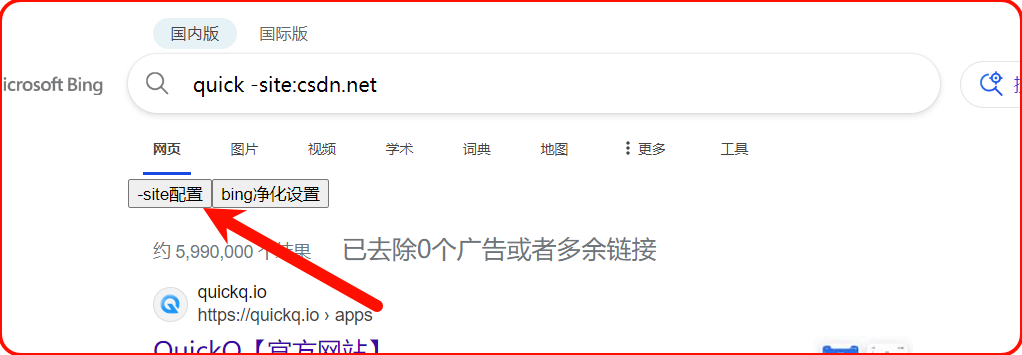 国内版 国际版
icrosoft Bing quick -site:csdn.net
网页 图片 视频 学术 词典 地图 更多 工具
-site配置 bing净化设置
约 5,990,000 个结果 已去除0个广告或者多余链接
quickq.io
https://quickq.io › apps
QuickQ【官方网站】